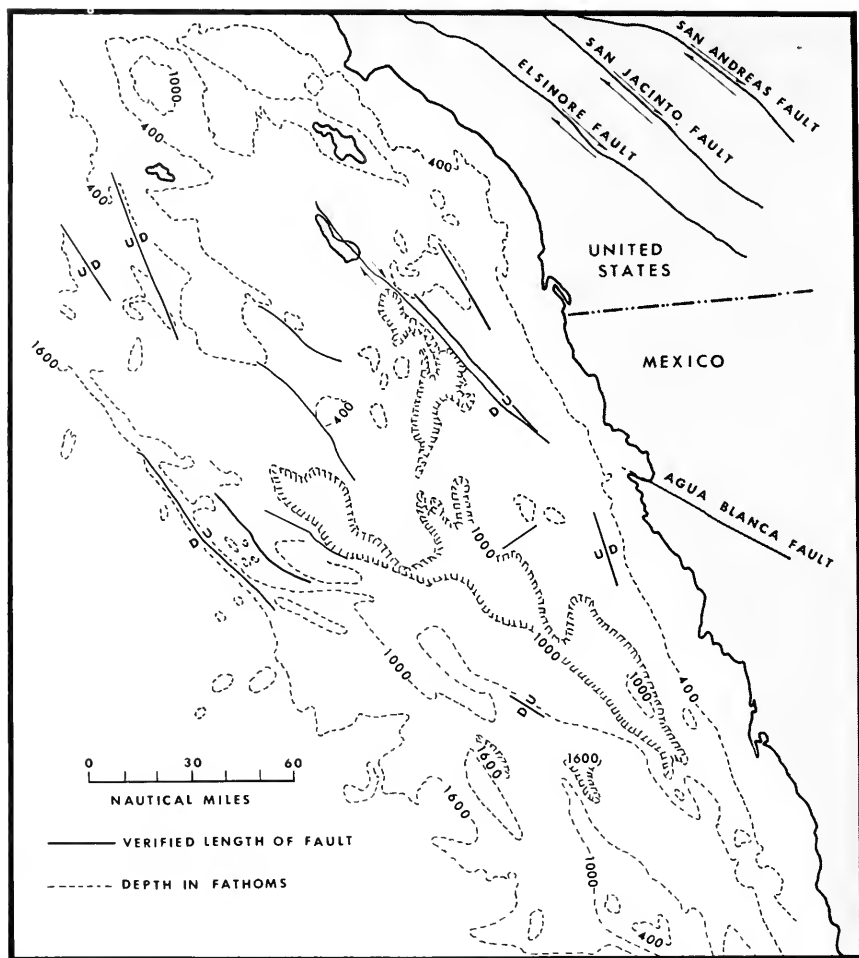 SAN ANDREAS FAULT
SAN JACINTO FAULT
ELSINORE FAULT
1000
400
400
400
U D
U D
UNITED
STATES
MEXICO
1600
400
D U
AGUA BLANCA FAULT
1000
U D
D U
1000
1000
1000
400
D U
1600
1600
1600
1000
400
0 30 60
NAUTICAL MILES
VERIFIED LENGTH OF FAULT
DEPTH IN FATHOMS